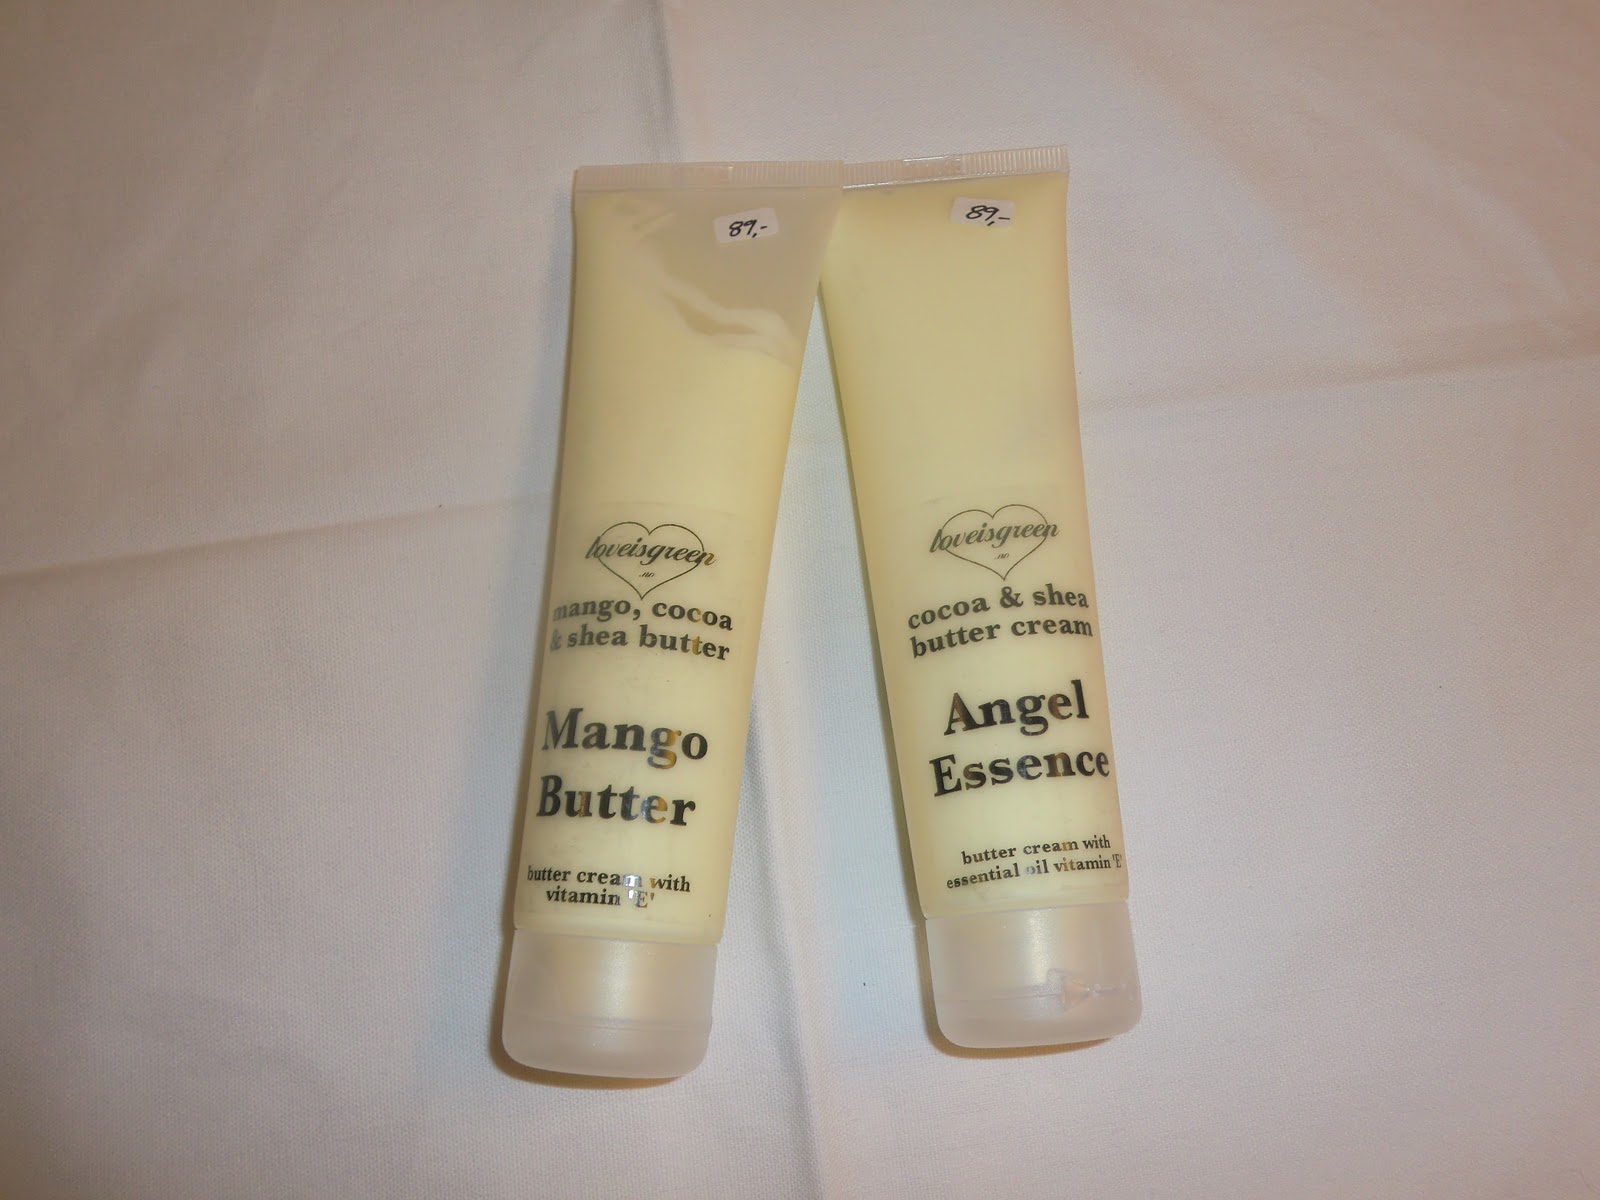 89,-
loveisgreen
.no
mango, cocoa
& shea butter
Mango
Butter
butter cream with
vitamin 'E'
89,-
loveisgreen
.no
cocoa & shea
butter cream
Angel
Essence
butter cream with
essential oil vitamin 'E'